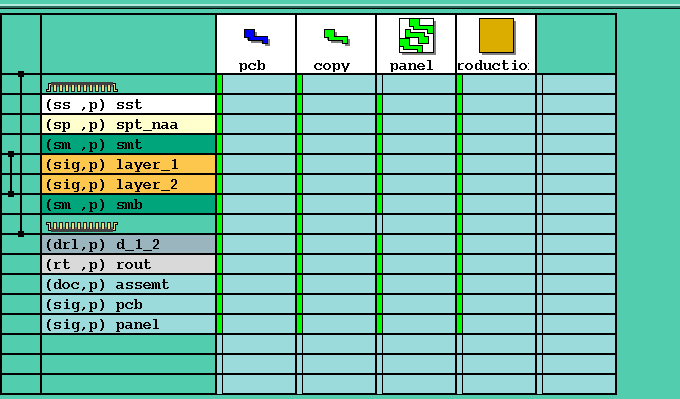 pcb copy panel roductio
(ss ,p) sst
(sp ,p) spt_naa
(sm ,p) smt
(sig,p) layer_1
(sig,p) layer_2
(sm ,p) smb
(drl,p) d_1_2
(rt ,p) rout
(doc,p) assemt
(sig,p) pcb
(sig,p) panel